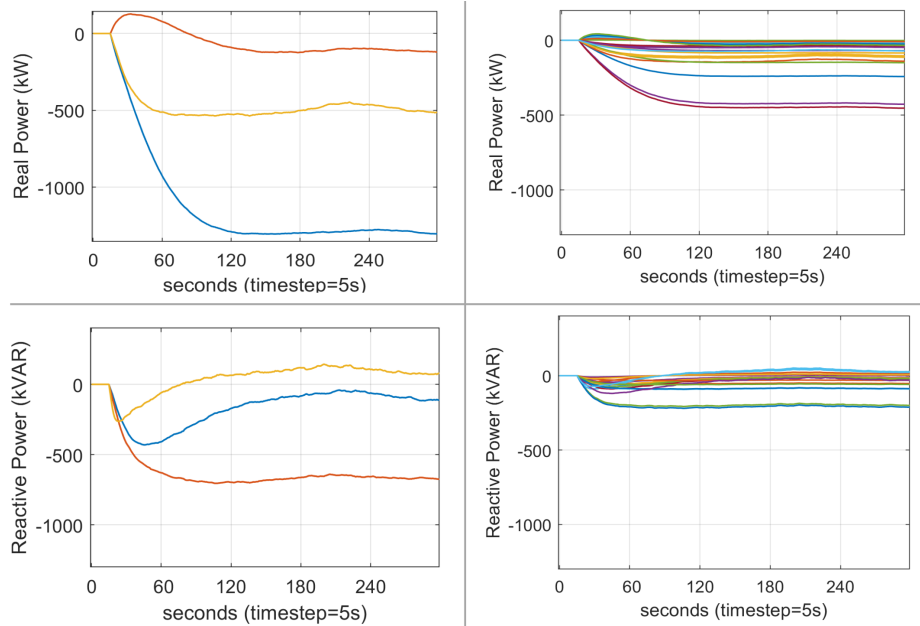 Real Power (kW)
0
-500
-1000
0 60 120 180 240
seconds (timestep=5s)
Real Power (kW)
0
-500
-1000
0 60 120 180 240
seconds (timestep=5s)
Reactive Power (kVAR)
0
-500
-1000
0 60 120 180 240
seconds (timestep=5s)
Reactive Power (kVAR)
0
-500
-1000
0 60 120 180 240
seconds (timestep=5s)